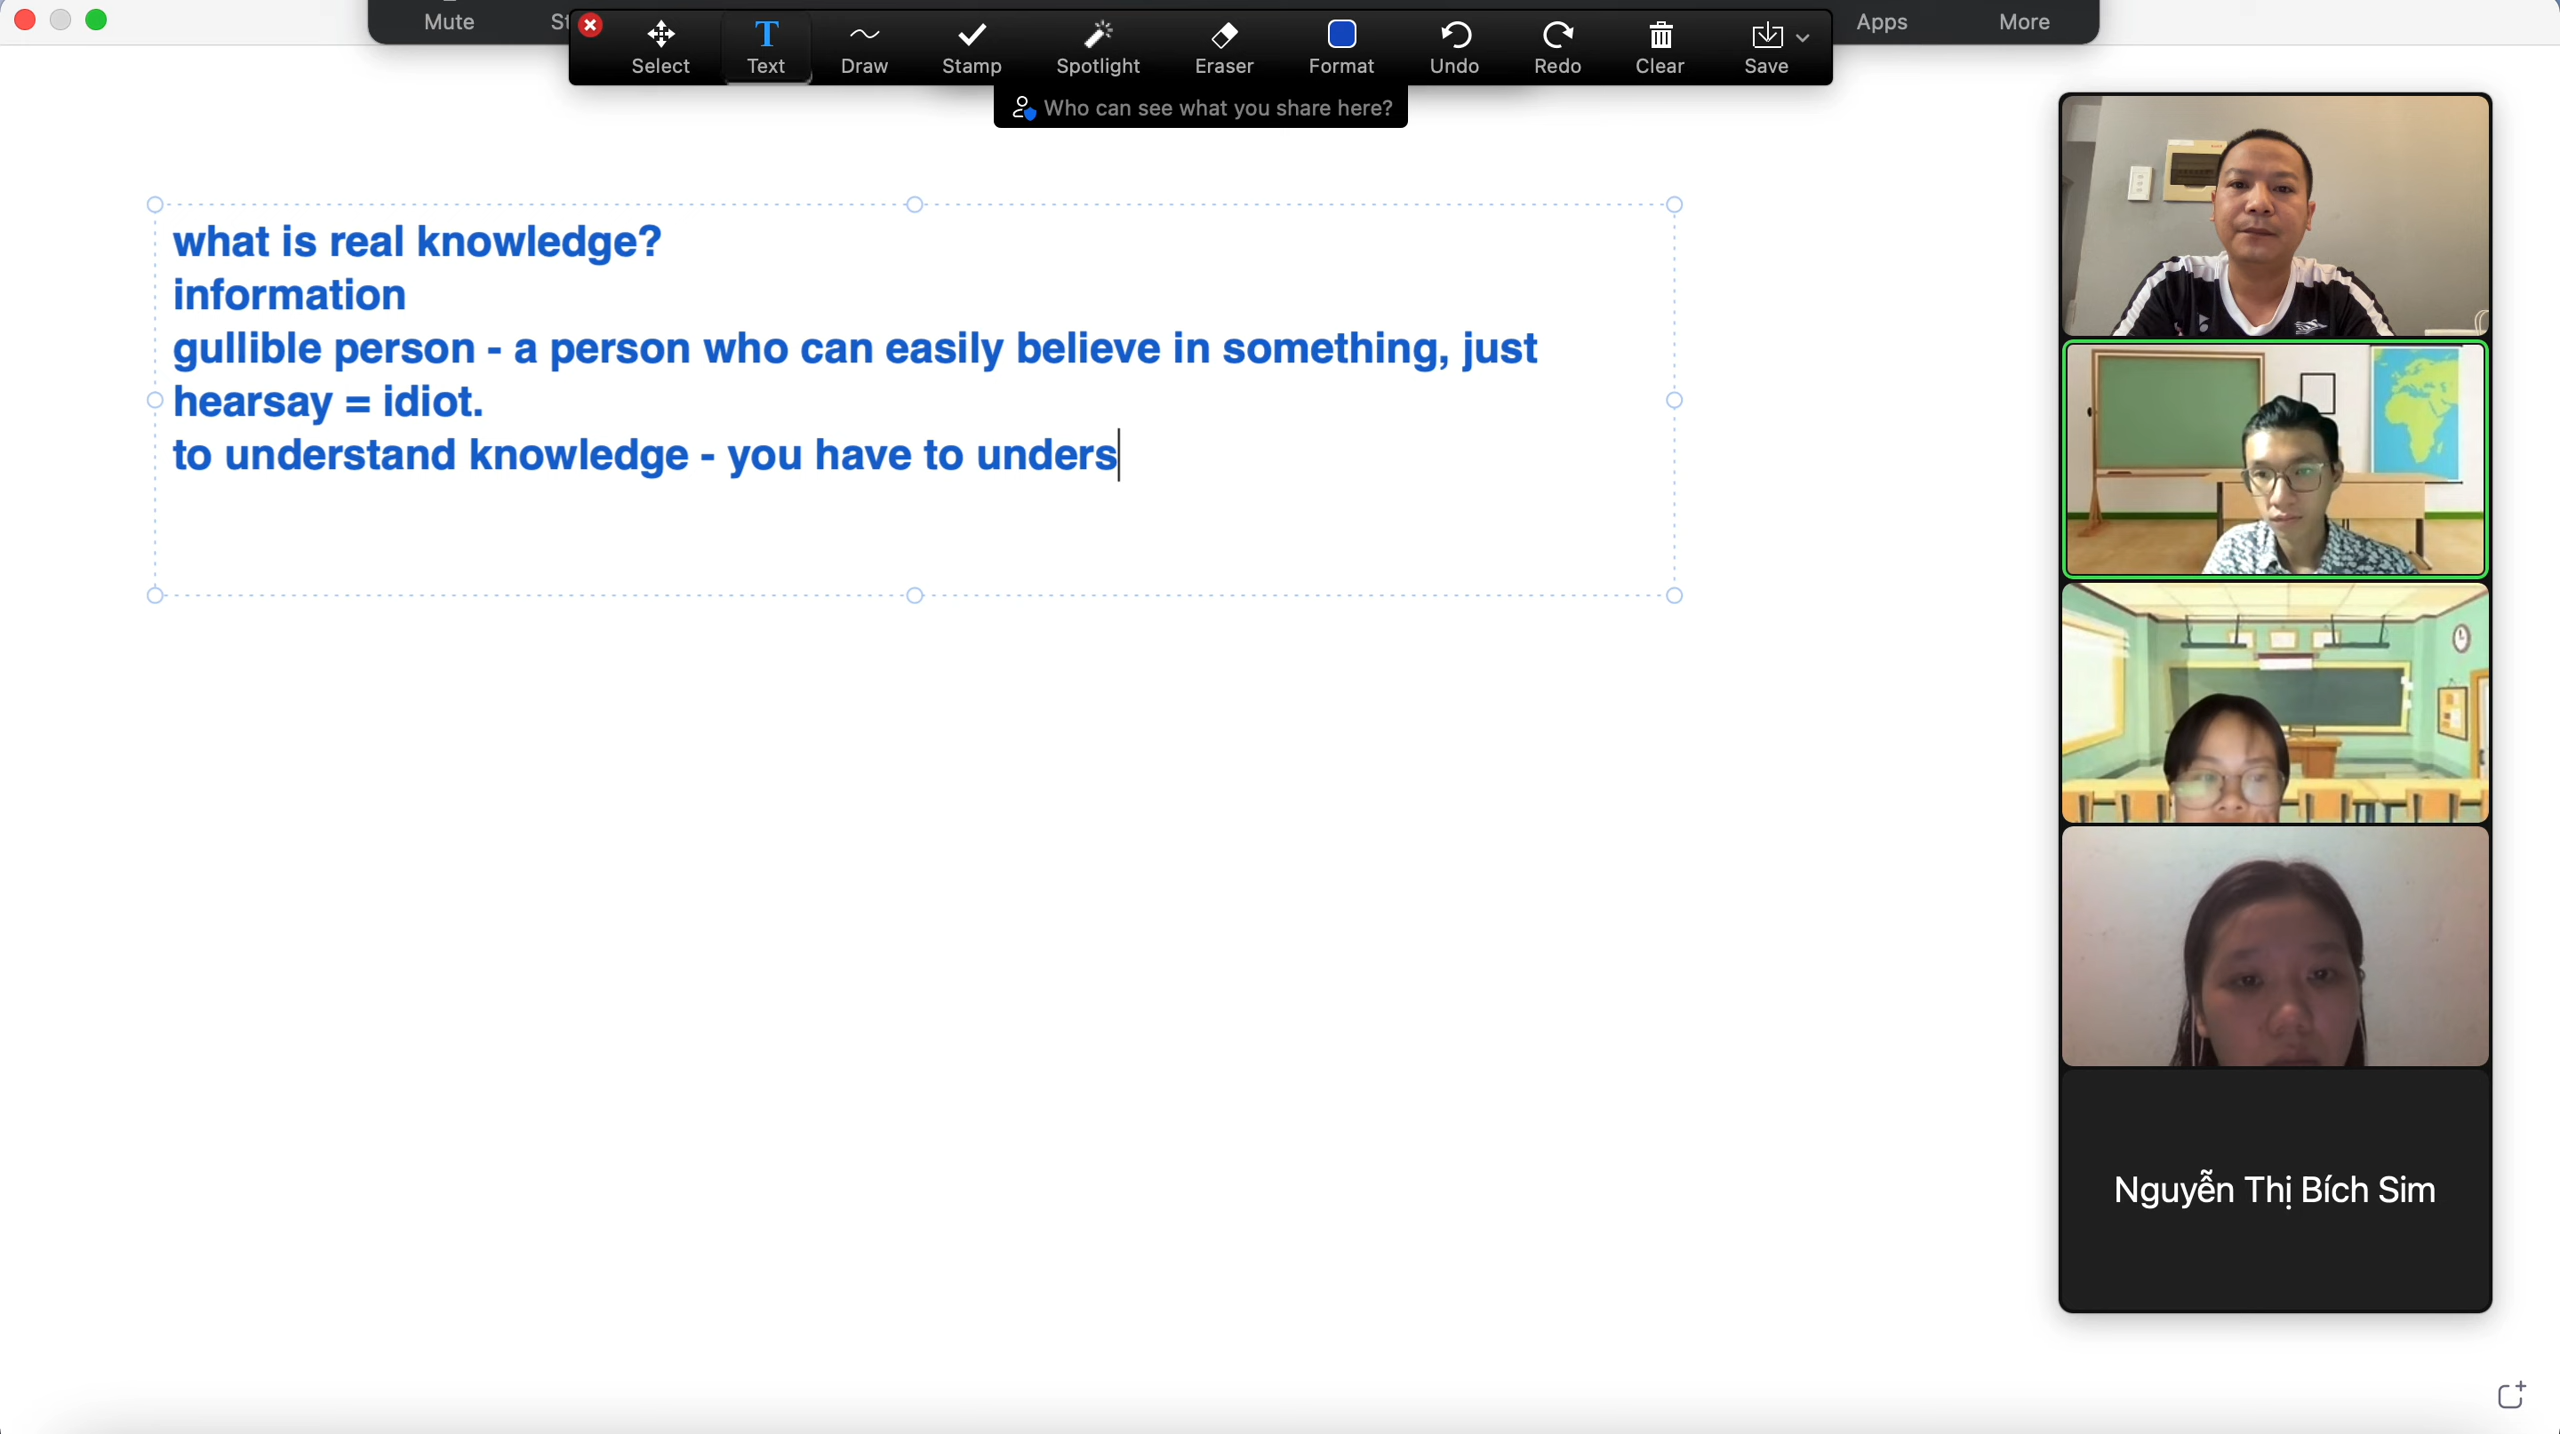 Mute
St
Apps
More
Select
Text
Draw
Stamp
Spotlight
Eraser
Format
Undo
Redo
Clear
Save
Who can see what you share here?
what is real knowledge?
information
gullible person - a person who can easily believe in something, just
hearsay = idiot.
to understand knowledge - you have to unders
Nguyễn Thị Bích Sim